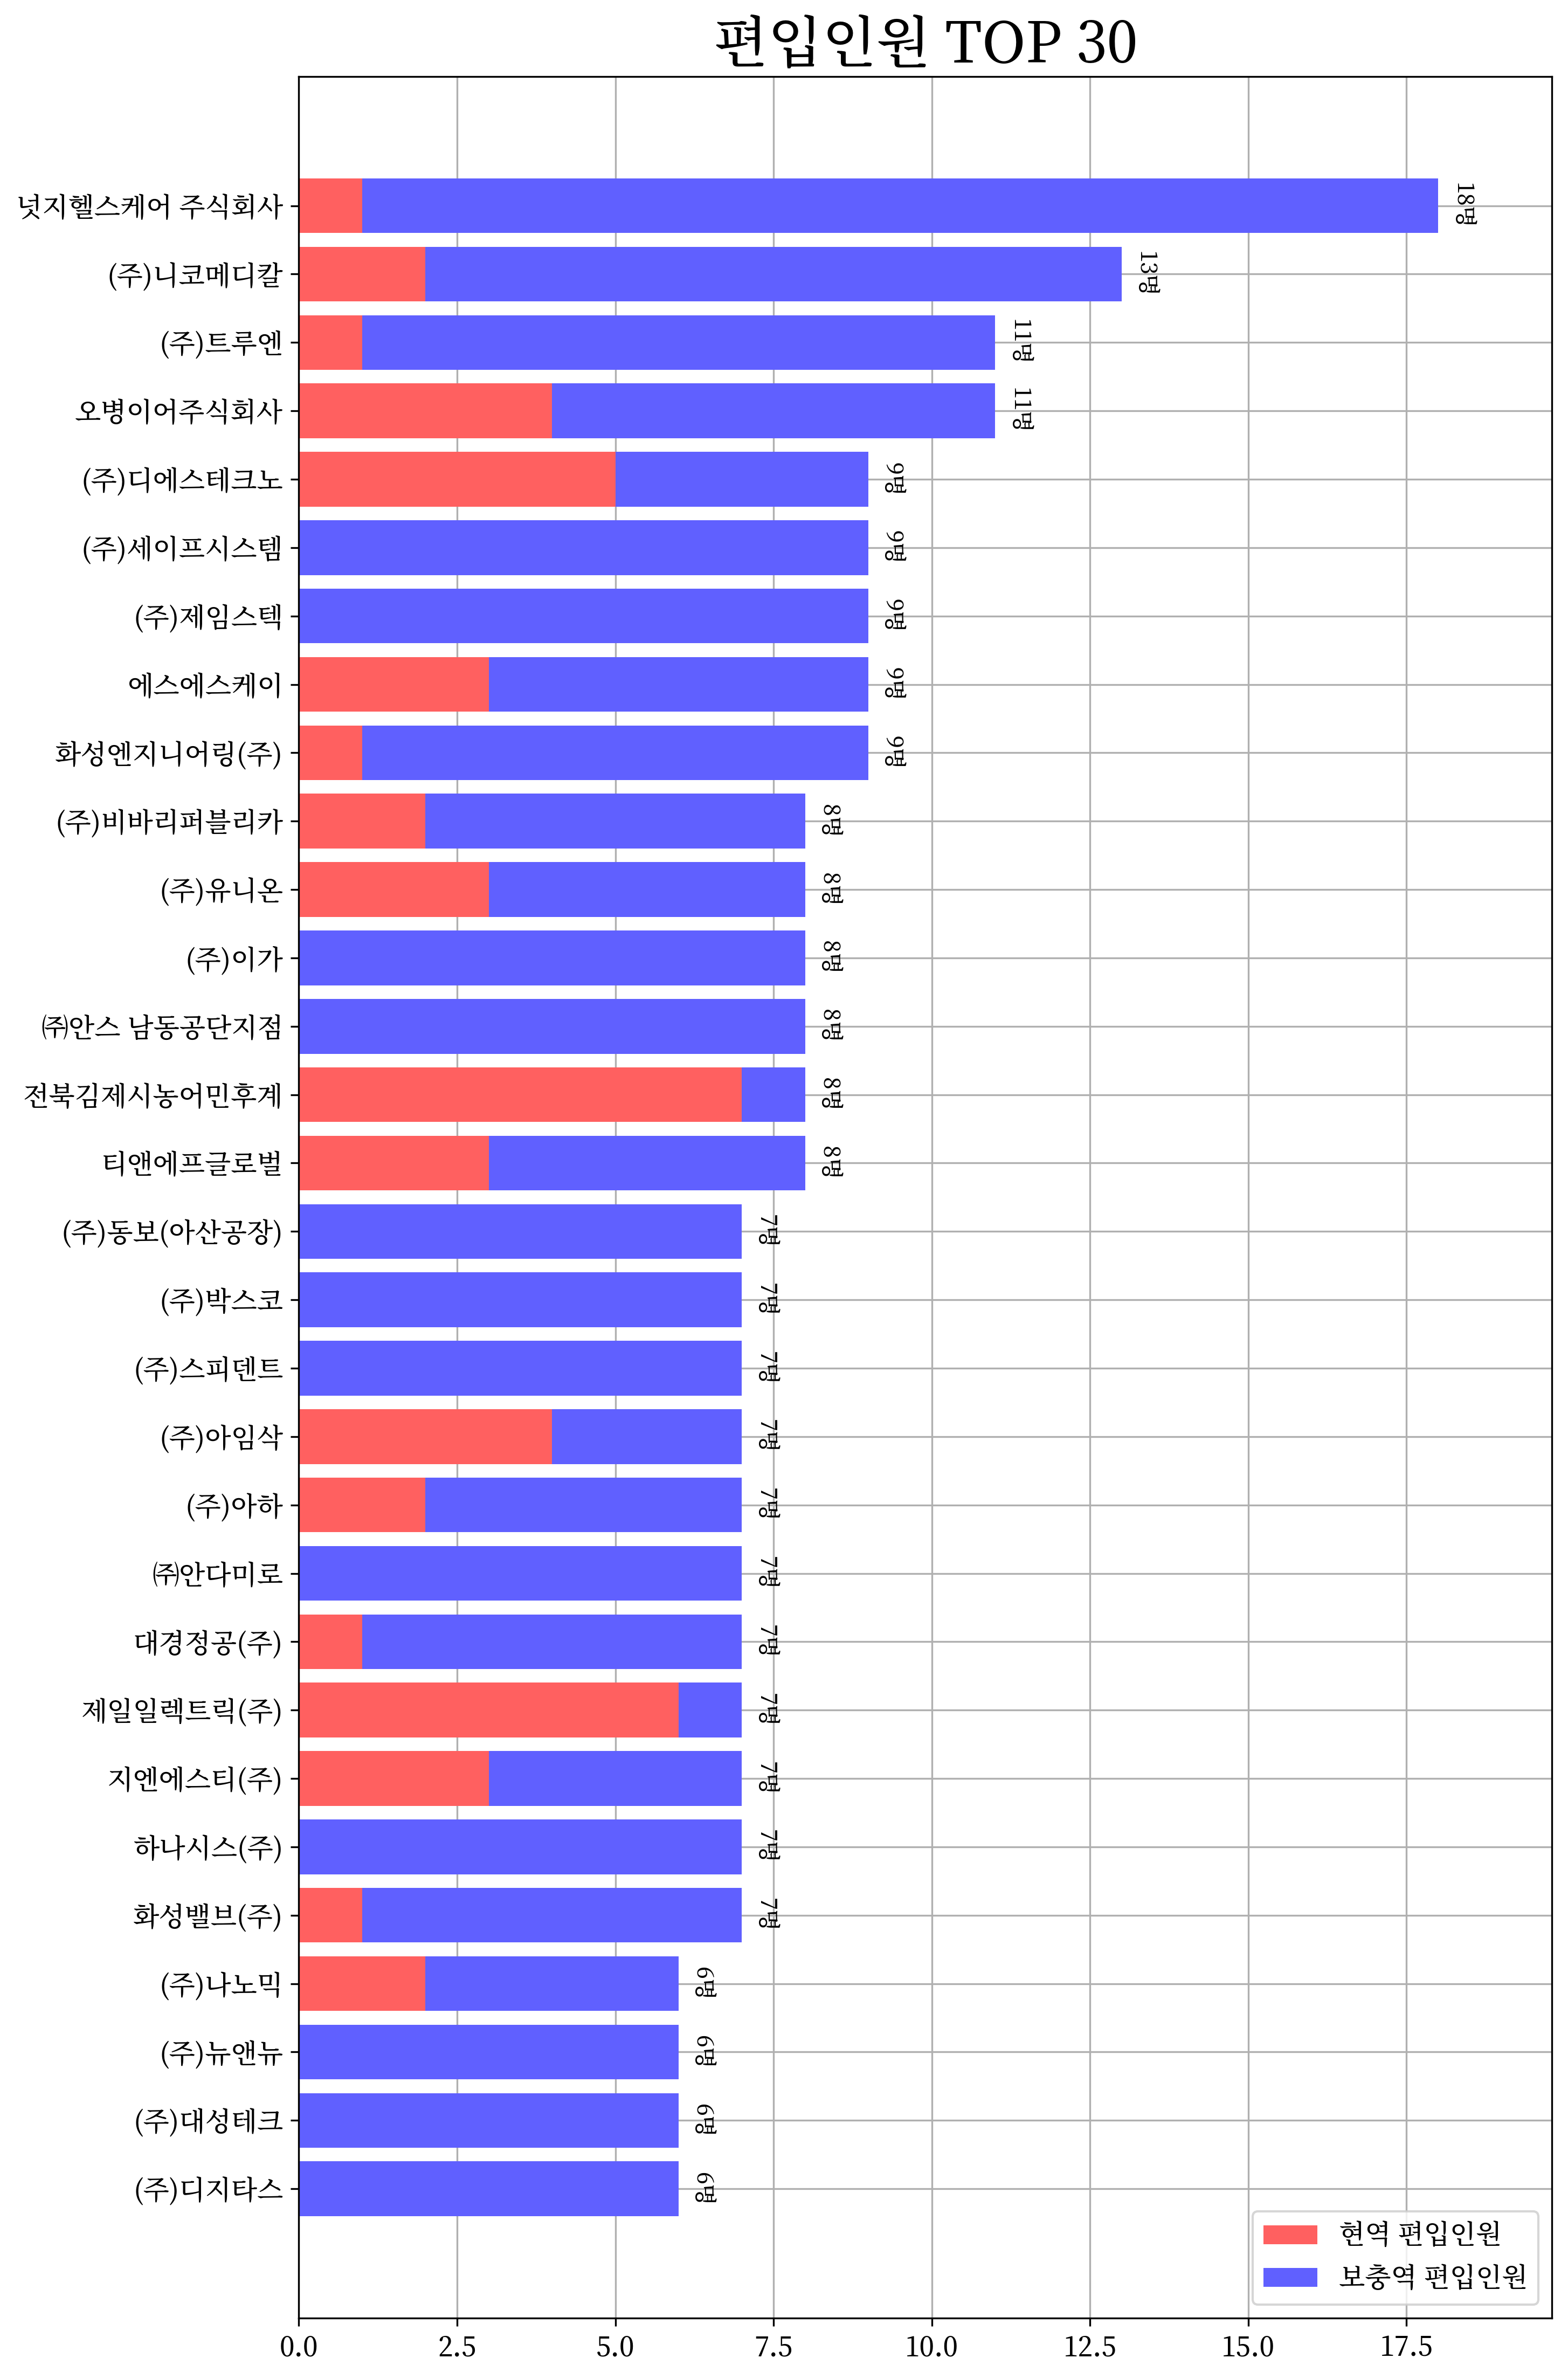 편입인원 TOP 30
넛지헬스케어 주식회사 18명
(주)니코메디칼 13명
(주)트루엔 11명
오병이어주식회사 11명
(주)디에스테크노 9명
(주)세이프시스템 9명
(주)제임스텍 9명
에스에스케이 9명
화성엔지니어링(주) 9명
(주)비바리퍼블리카 8명
(주)유니온 8명
(주)이가 8명
㈜안스 남동공단지점 8명
전북김제시농어민후계 8명
티앤에프글로벌 8명
(주)동보(아산공장) 7명
(주)박스코 7명
(주)스피덴트 7명
(주)아임삭 7명
(주)아하 7명
㈜안다미로 7명
대경정공(주) 7명
제일일렉트릭(주) 7명
지엔에스티(주) 7명
하나시스(주) 7명
화성밸브(주) 7명
(주)나노믹 6명
(주)뉴앤뉴 6명
(주)대성테크 6명
(주)디지타스 6명
현역 편입인원
보충역 편입인원
0.0 2.5 5.0 7.5 10.0 12.5 15.0 17.5